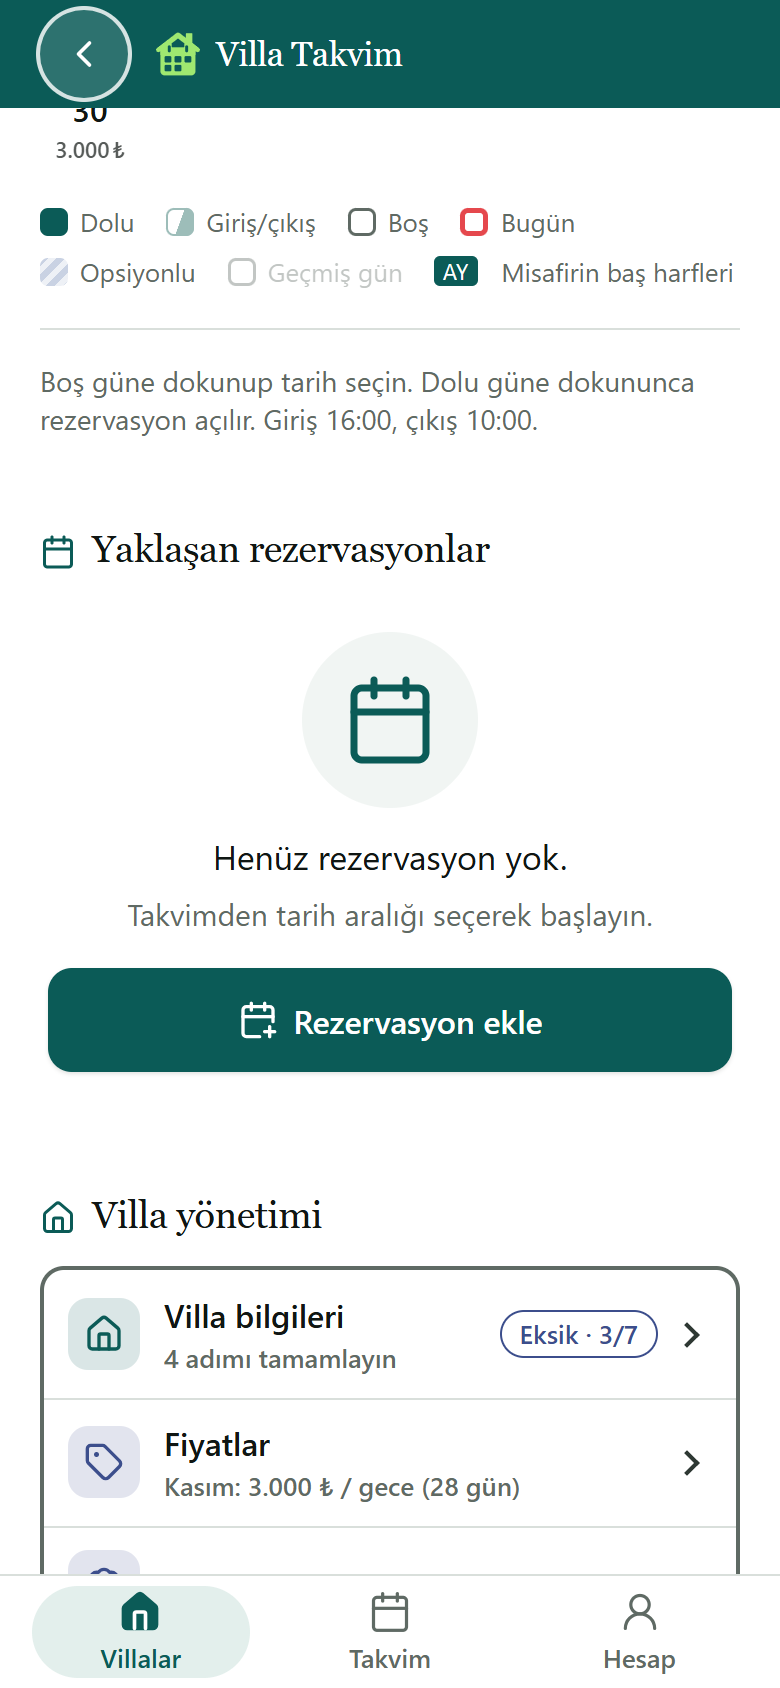 Villa Takvim
30
3.000 ₺
Dolu Giriş/çıkış Boş Bugün
Opsiyonlu Geçmiş gün AY Misafirin baş harfleri
Boş güne dokunup tarih seçin. Dolu güne dokununca
rezervasyon açılır. Giriş 16:00, çıkış 10:00.
Yaklaşan rezervasyonlar
Henüz rezervasyon yok.
Takvimden tarih aralığı seçerek başlayın.
Rezervasyon ekle
Villa yönetimi
Villa bilgileri
4 adımı tamamlayın
Eksik · 3/7
Fiyatlar
Kasım: 3.000 ₺ / gece (28 gün)
Villalar Takvim Hesap